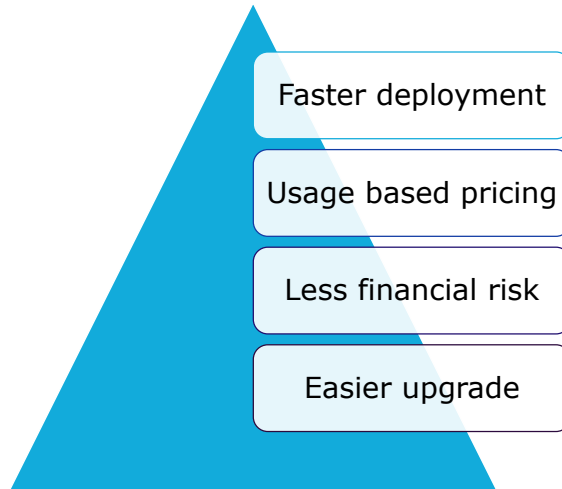 Faster deployment
Usage based pricing
Less financial risk
Easier upgrade